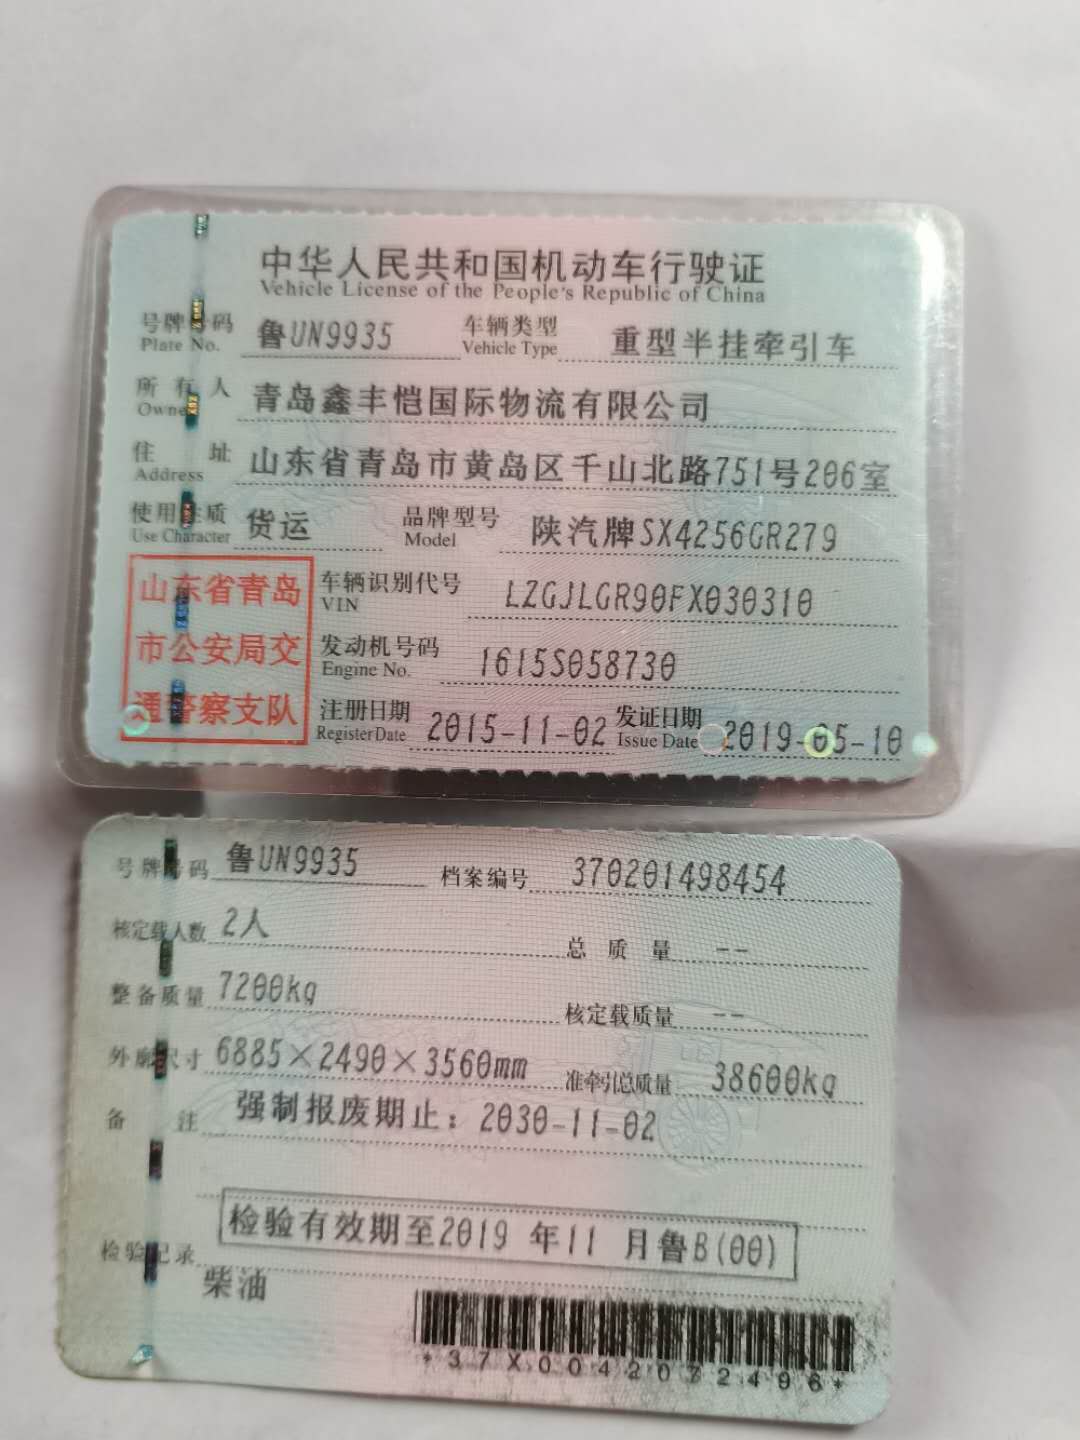 中华人民共和国机动车行驶证
Vehicle License of the People's Republic of China
号牌号码 鲁UN9935 车辆类型 重型半挂牵引车
Plate No. Vehicle Type
所有人 青岛鑫丰恺国际物流有限公司
Owner
住址 山东省青岛市黄岛区千山北路751号206室
Address
使用性质 货运 品牌型号 陕汽牌SX4256GR279
Use Character Model
山东省青岛
市公安局交
通警察支队
车辆识别代号 LZGJLGR90FX030310
VIN
发动机号码 1615S058730
Engine No.
注册日期 2015-11-02 发证日期 2019-05-10
Register Date Issue Date
号牌号码 鲁UN9935 档案编号 370201498454
核定载人数 2人 总质量 --
整备质量 7200kg 核定载质量 --
外廓尺寸 6885×2490×3560mm 准牵引总质量 38600kg
备注 强制报废期止：2030-11-02
检验记录 检验有效期至2019 年11 月鲁B(00)
柴油
*37X0042072496*